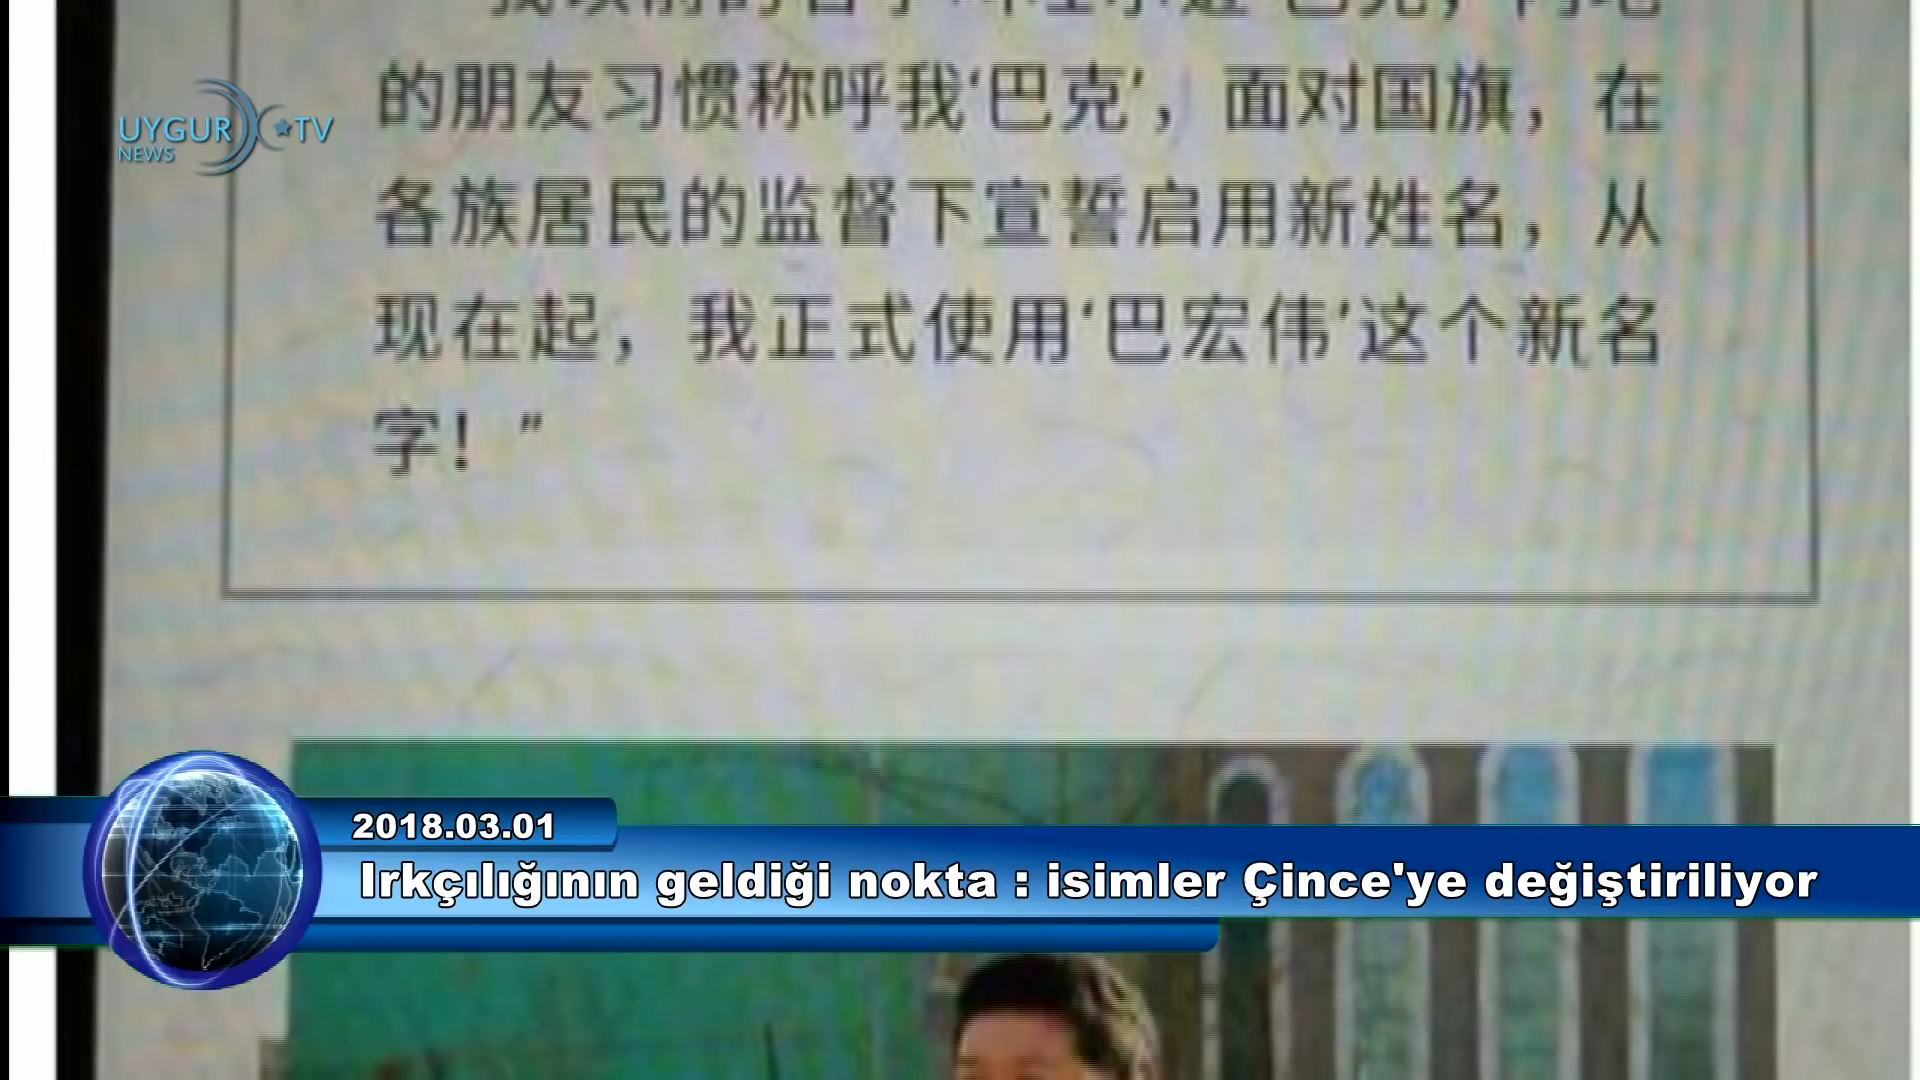 的朋友习惯称呼我‘巴克’，面对国旗，在
各族居民的监督下宣誓启用新姓名，从
现在起，我正式使用‘巴宏伟’这个新名
字！”
UYGUR TV
NEWS
2018.03.01
Irkçılığının geldiği nokta : isimler Çince'ye değiştiriliyor